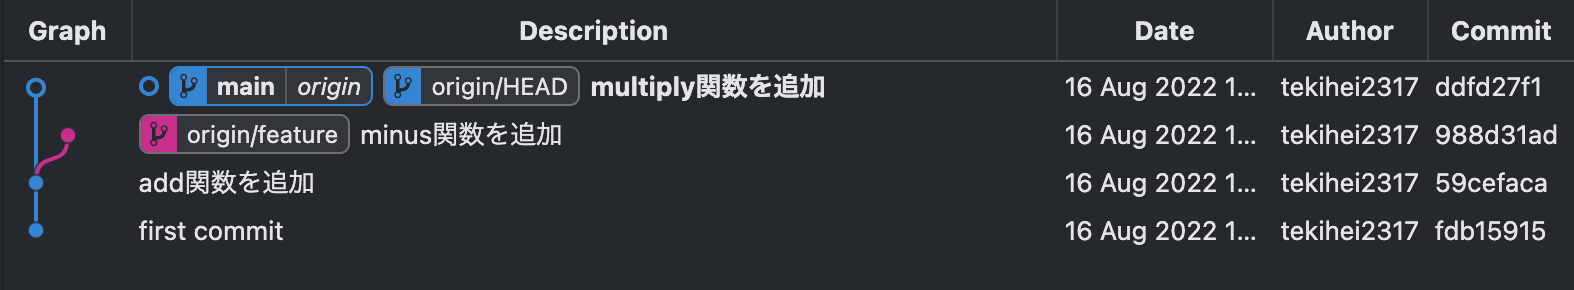 Graph Description Date Author Commit
main origin origin/HEAD multiply関数を追加 16 Aug 2022 1... tekihei2317 ddfd27f1
origin/feature minus関数を追加 16 Aug 2022 1... tekihei2317 988d31ad
add関数を追加 16 Aug 2022 1... tekihei2317 59cefaca
first commit 16 Aug 2022 1... tekihei2317 fdb15915